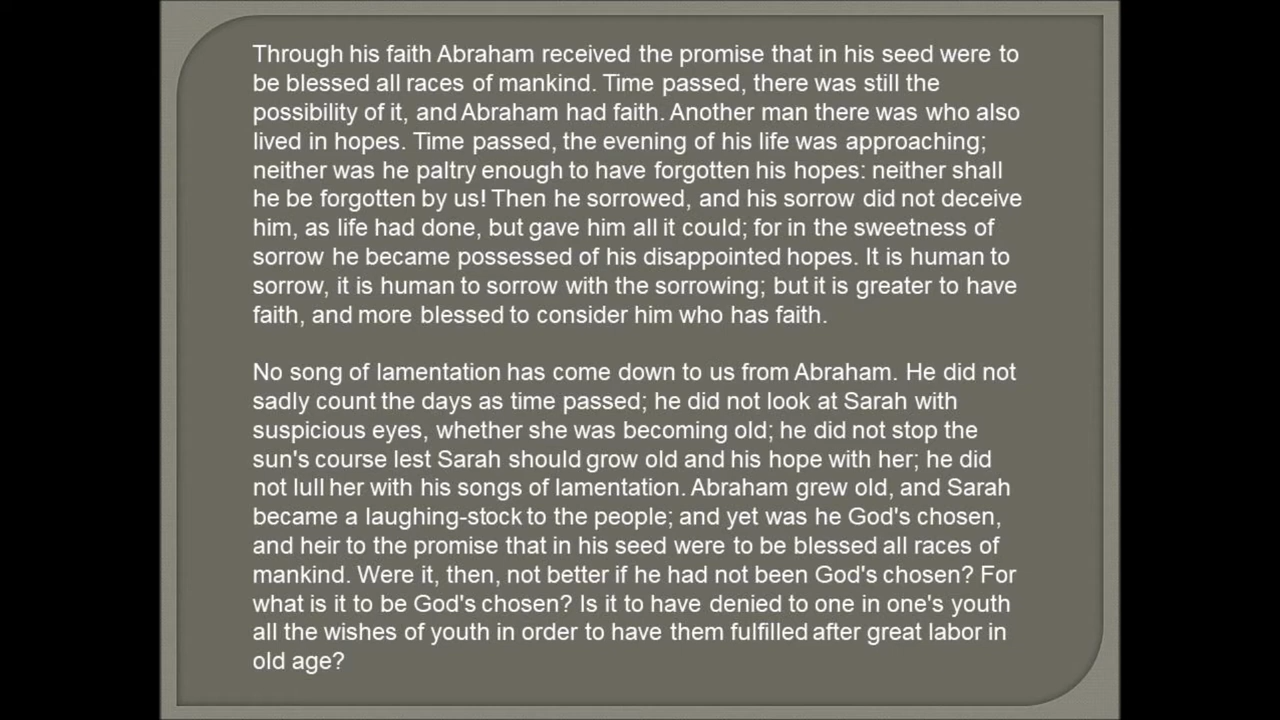 Through his faith Abraham received the promise that in his seed were to
be blessed all races of mankind. Time passed, there was still the
possibility of it, and Abraham had faith. Another man there was who also
lived in hopes. Time passed, the evening of his life was approaching;
neither was he paltry enough to have forgotten his hopes: neither shall
he be forgotten by us! Then he sorrowed, and his sorrow did not deceive
him, as life had done, but gave him all it could; for in the sweetness of
sorrow he became possessed of his disappointed hopes. It is human to
sorrow, it is human to sorrow with the sorrowing; but it is greater to have
faith, and more blessed to consider him who has faith.
No song of lamentation has come down to us from Abraham. He did not
sadly count the days as time passed; he did not look at Sarah with
suspicious eyes, whether she was becoming old; he did not stop the
sun's course lest Sarah should grow old and his hope with her; he did
not lull her with his songs of lamentation. Abraham grew old, and Sarah
became a laughing-stock to the people; and yet was he God's chosen,
and heir to the promise that in his seed were to be blessed all races of
mankind. Were it, then, not better if he had not been God's chosen? For
what is it to be God's chosen? Is it to have denied to one in one's youth
all the wishes of youth in order to have them fulfilled after great labor in
old age?